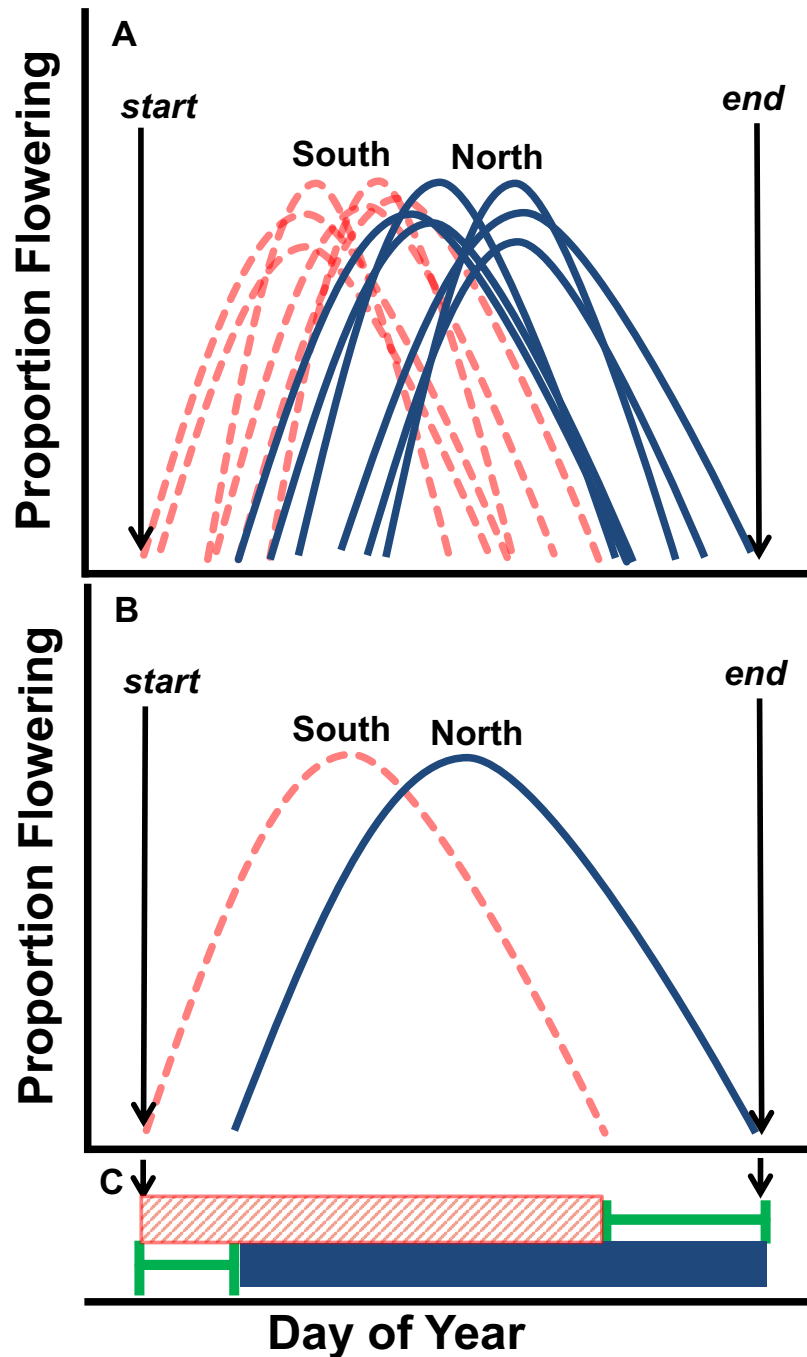 A
start
end
South
North
Proportion Flowering
B
start
end
South
North
Proportion Flowering
C
Day of Year